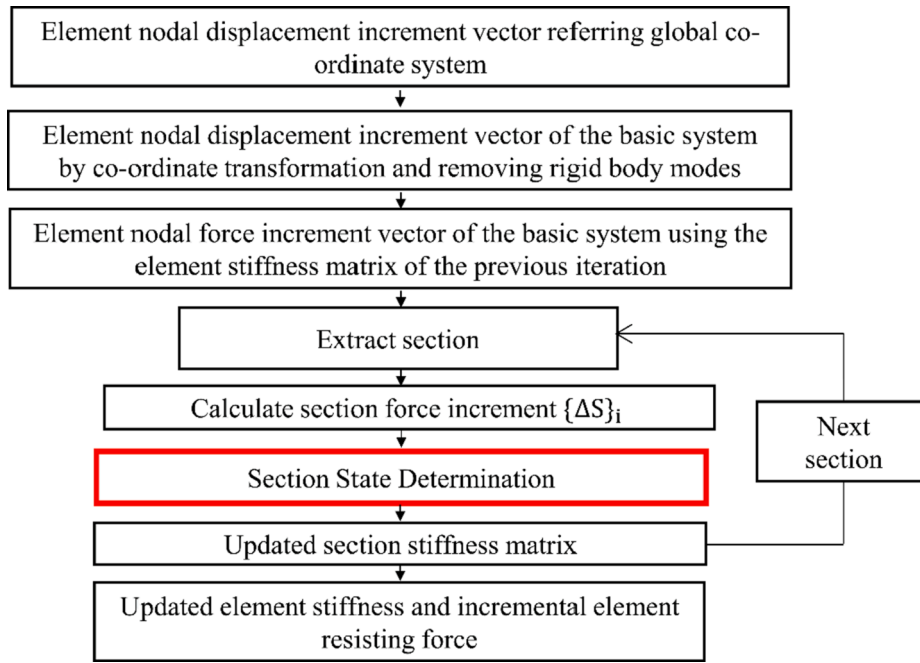 Element nodal displacement increment vector referring global co-
ordinate system
Element nodal displacement increment vector of the basic system
by co-ordinate transformation and removing rigid body modes
Element nodal force increment vector of the basic system using the
element stiffness matrix of the previous iteration
Extract section
Calculate section force increment {ΔS}ᵢ
Section State Determination
Updated section stiffness matrix
Updated element stiffness and incremental element
resisting force
Next
section